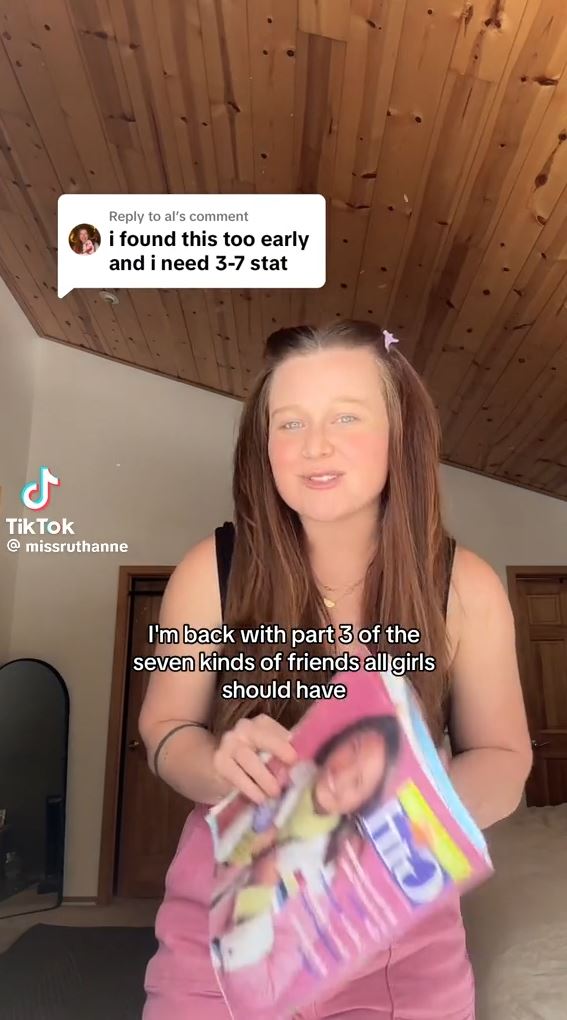 Reply to al's comment
i found this too early
and i need 3-7 stat
TikTok
@ missruthanne
I'm back with part 3 of the
seven kinds of friends all girls
should have